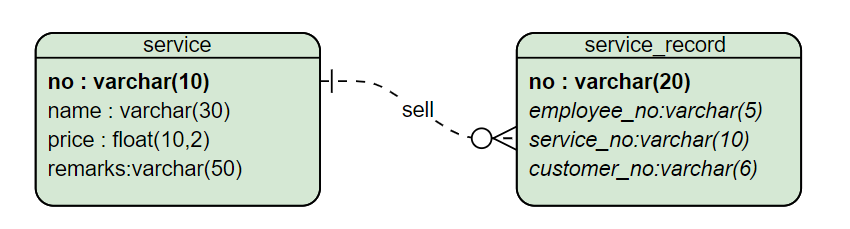 service
no : varchar(10)
name : varchar(30)
price : float(10,2)
remarks:varchar(50)
sell
service_record
no : varchar(20)
employee_no:varchar(5)
service_no:varchar(10)
customer_no:varchar(6)